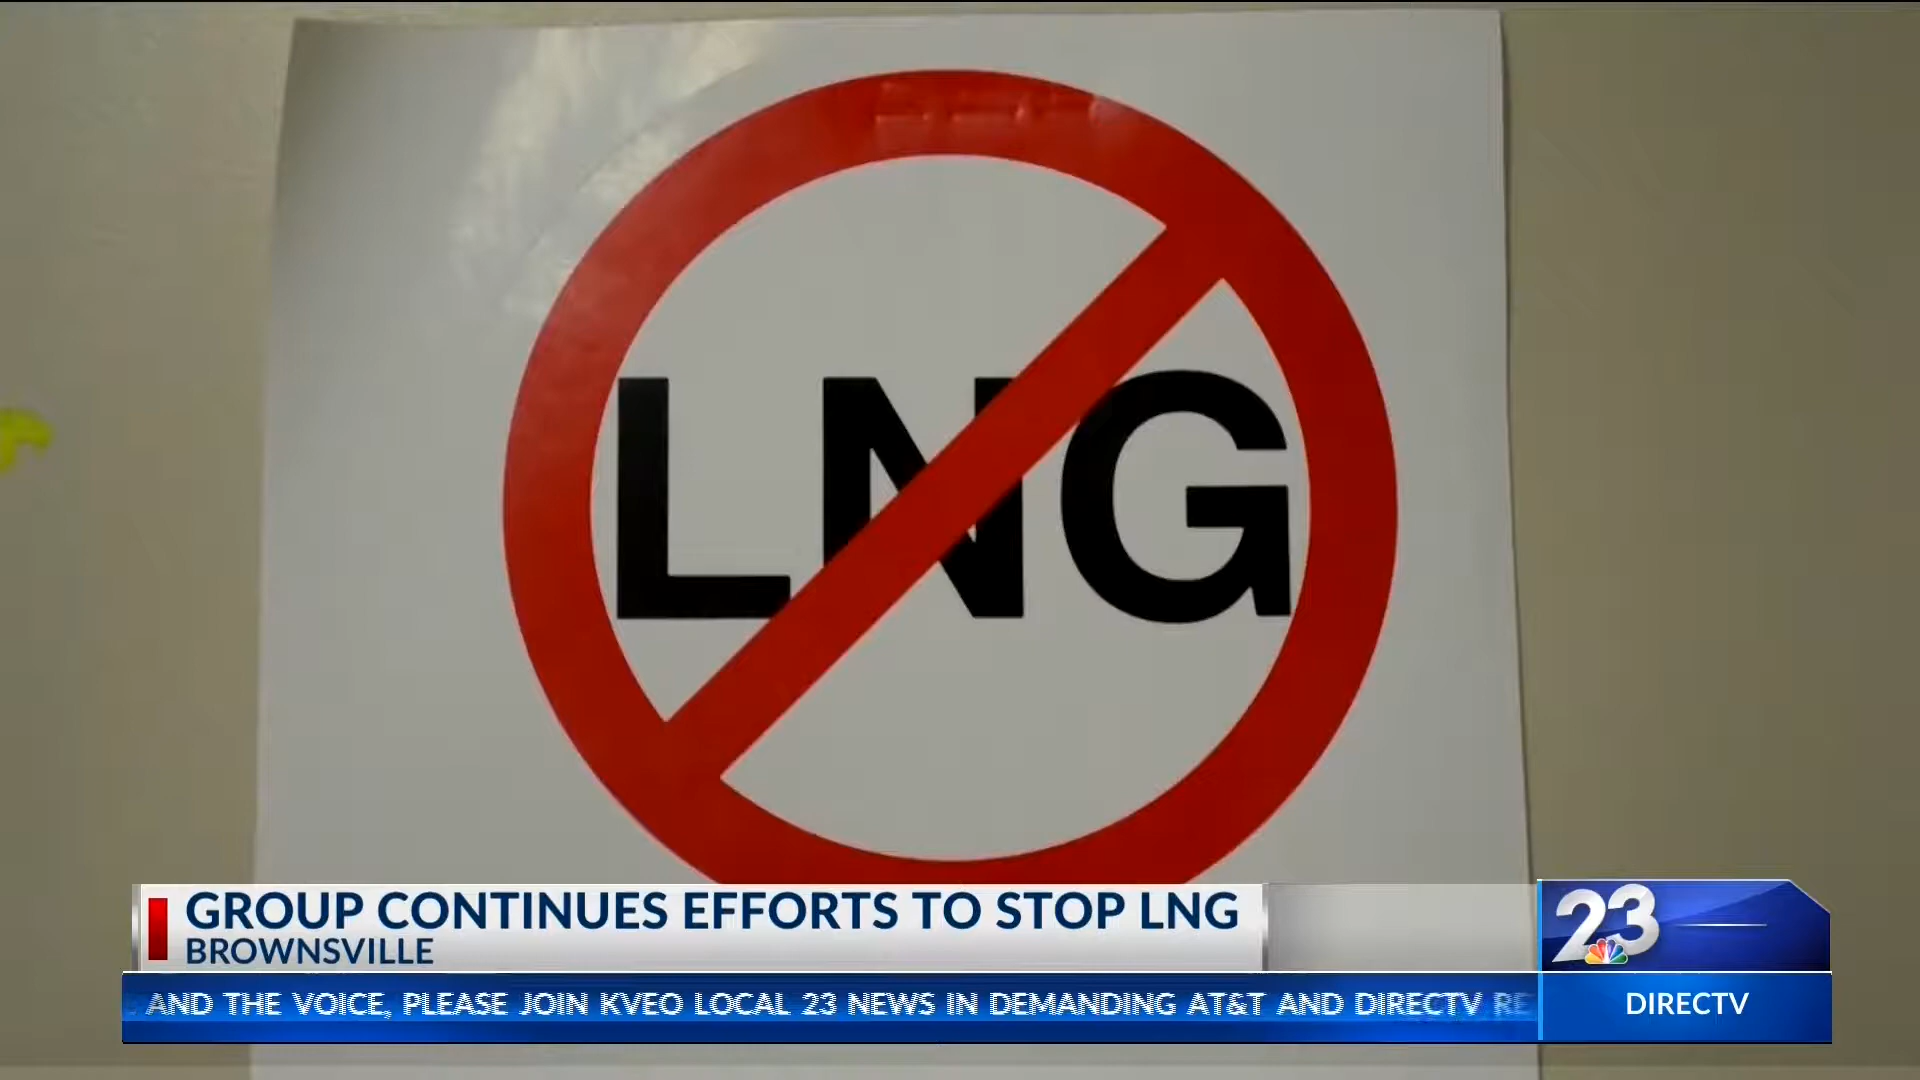 LNG
GROUP CONTINUES EFFORTS TO STOP LNG
BROWNSVILLE
23
AND THE VOICE, PLEASE JOIN KVEO LOCAL 23 NEWS IN DEMANDING AT&T AND DIRECTV RE
DIRECTV